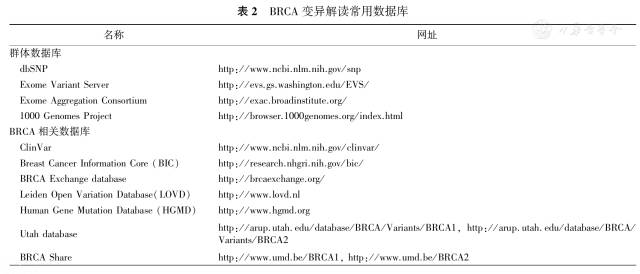 表 2 BRCA 变异解读常用数据库
名称 网址
群体数据库
dbSNP http://www.ncbi.nlm.nih.gov/snp
Exome Variant Server http://evs.gs.washington.edu/EVS/
Exome Aggregation Consortium http://exac.broadinstitute.org/
1000 Genomes Project http://browser.1000genomes.org/index.html
BRCA 相关数据库
ClinVar http://www.ncbi.nlm.nih.gov/clinvar/
Breast Cancer Information Core (BIC) http://research.nhgri.nih.gov/bic/
BRCA Exchange database http://brcaexchange.org/
Leiden Open Variation Database(LOVD) http://www.lovd.nl
Human Gene Mutation Database (HGMD) http://www.hgmd.org
Utah database http://arup.utah.edu/database/BRCA/Variants/BRCA1, http://arup.utah.edu/database/BRCA/
Variants/BRCA2
BRCA Share http://www.umd.be/BRCA1, http://www.umd.be/BRCA2